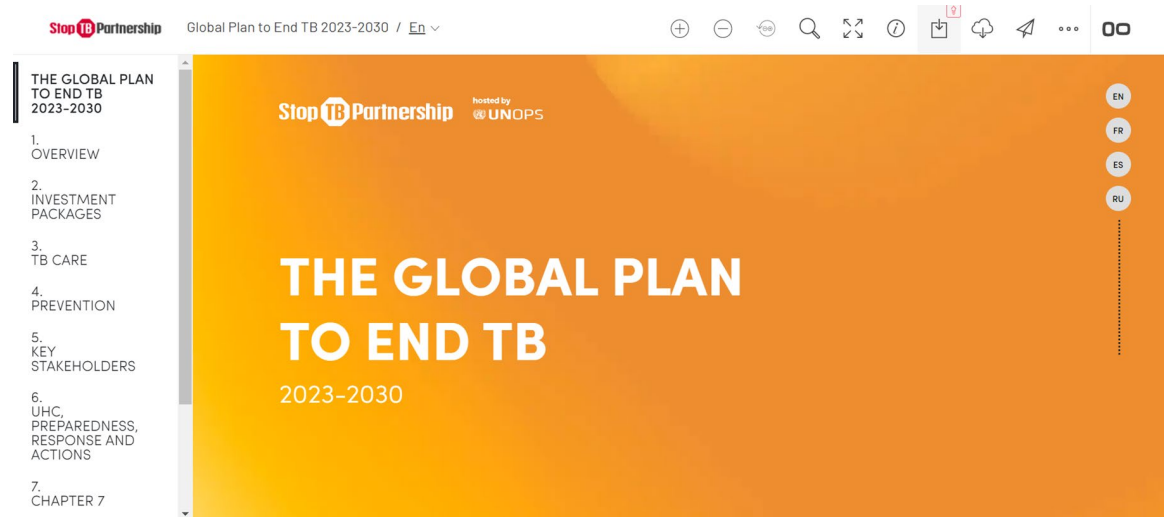 Stop TB Partnership
Global Plan to End TB 2023-2030 / En
THE GLOBAL PLAN
TO END TB
2023-2030
1.
OVERVIEW
2.
INVESTMENT
PACKAGES
3.
TB CARE
4.
PREVENTION
5.
KEY
STAKEHOLDERS
6.
UHC,
PREPAREDNESS,
RESPONSE AND
ACTIONS
7.
CHAPTER 7
Stop TB Partnership
hosted by
UNOPS
THE GLOBAL PLAN
TO END TB
2023-2030
EN
FR
ES
RU